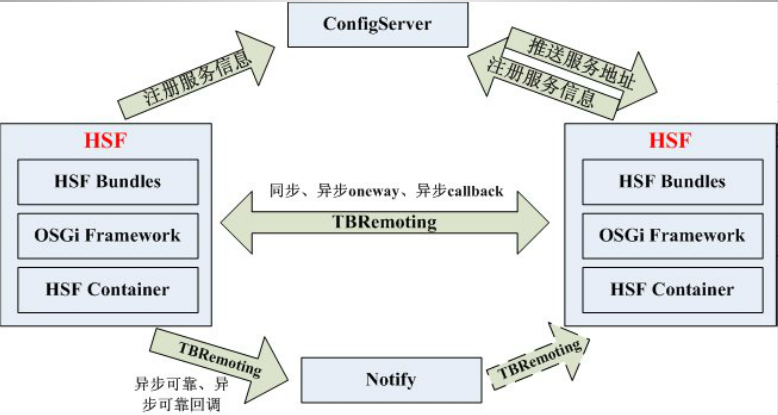 ConfigServer
注册服务信息
推送服务地址
注册服务信息
HSF
HSF Bundles
OSGi Framework
HSF Container
同步、异步oneway、异步callback
TBRemoting
HSF
HSF Bundles
OSGi Framework
HSF Container
TBRemoting
异步可靠、异
步可靠回调
Notify
TBRemoting